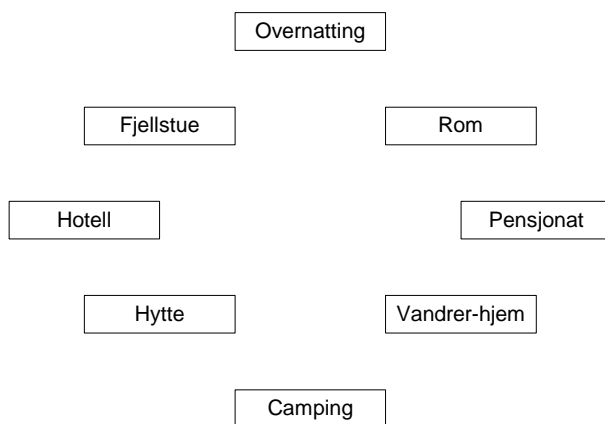 Overnatting
Fjellstue
Rom
Hotell
Pensjonat
Hytte
Vandrer-hjem
Camping